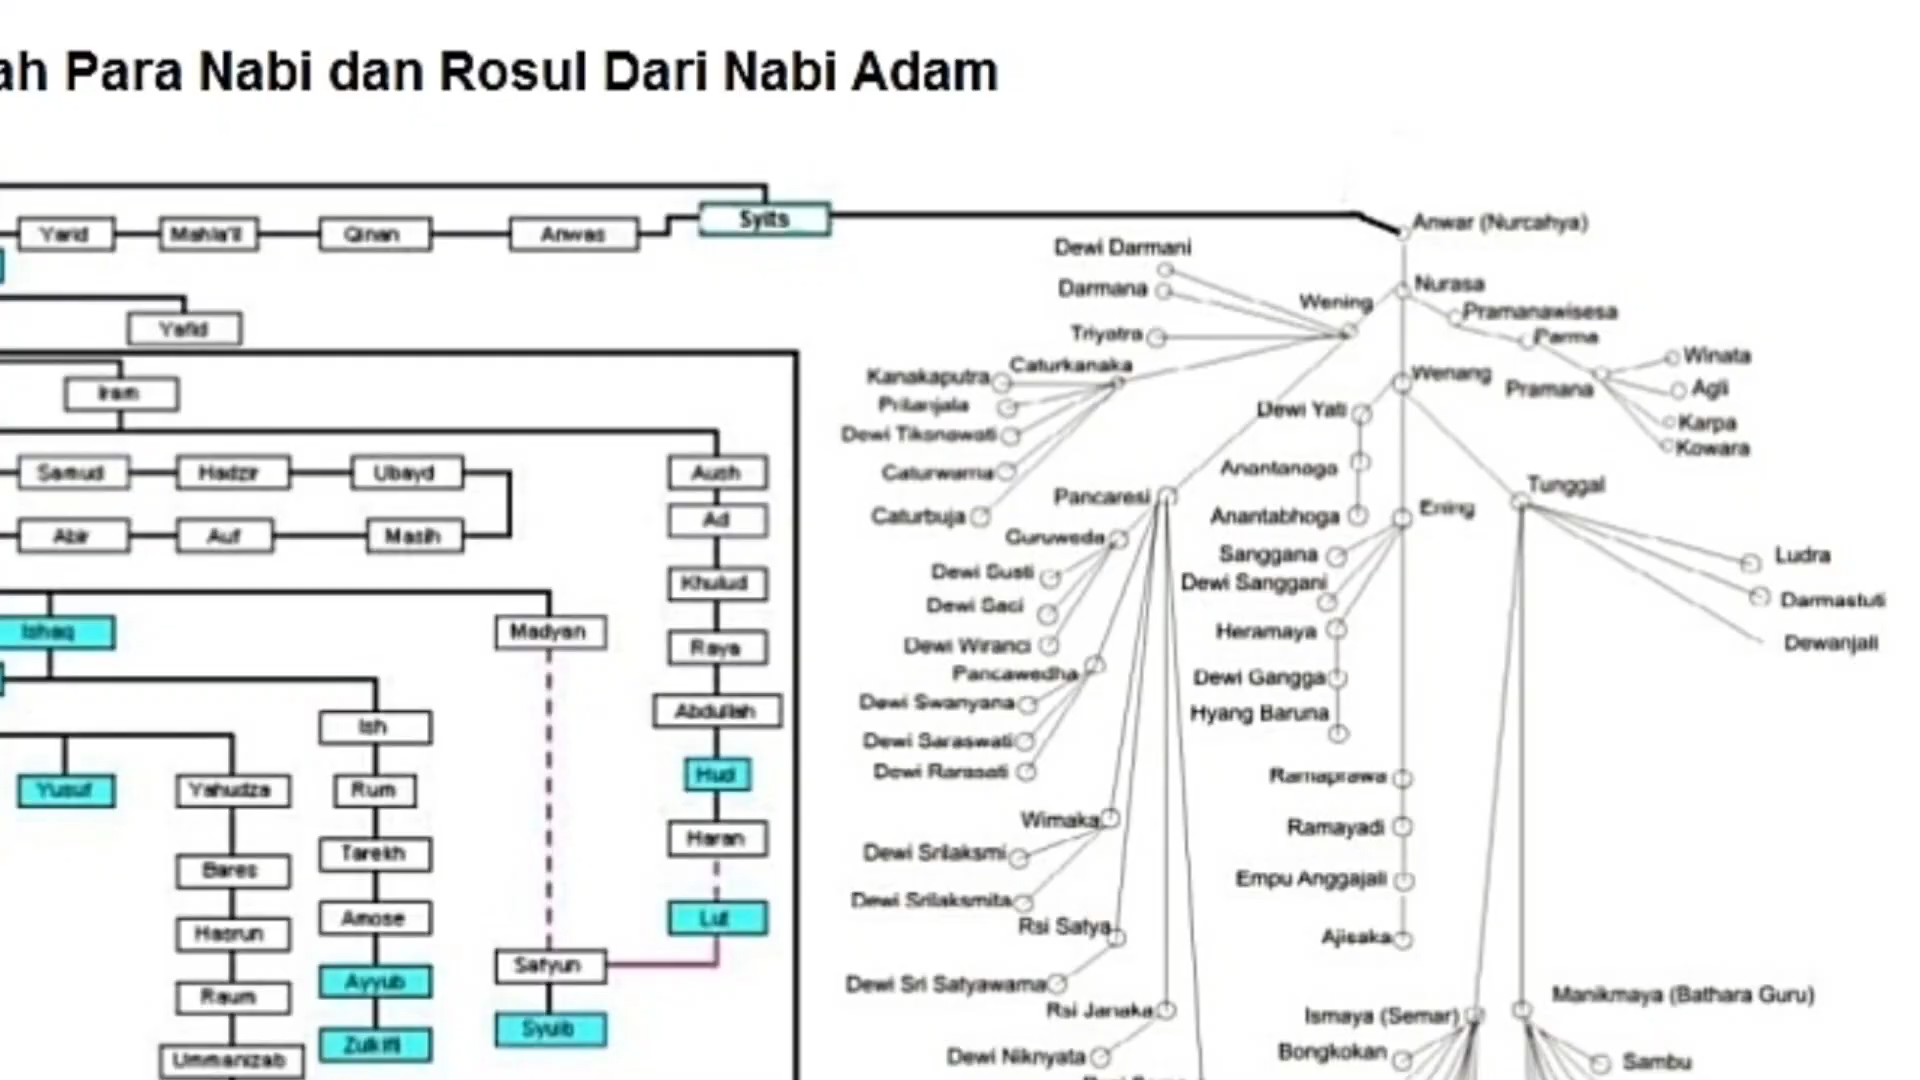 ah Para Nabi dan Rosul Dari Nabi Adam
Syits
Yarid
Mahla'il
Qinan
Anwas
Yafid
Iram
Samud
Hadzir
Ubayd
Aush
Abir
Auf
Masih
Ad
Khulud
Ishaq
Madyan
Raya
Abdullah
Ish
Hud
Yusuf
Yahudza
Rum
Haran
Tarekh
Bares
Amose
Lut
Hasrun
Satyun
Ayyub
Raum
Syuib
Zulkifli
Ummanizab
Anwar (Nurcahya)
Dewi Darmani
Darmana
Nurasa
Wening
Pramanawisesa
Parma
Triyatra
Winata
Caturkanaka
Kanakaputra
Wenang
Pramana
Agli
Pritanjala
Dewi Yati
Karpa
Dewi Tiksnawati
Kowara
Caturwarna
Anantanaga
Pancaresi
Tunggal
Caturbuja
Anantabhoga
Ening
Guruweda
Sanggana
Ludra
Dewi Susti
Dewi Sanggani
Darmastuti
Dewi Saci
Heramaya
Dewanjali
Dewi Wiranci
Pancawedha
Dewi Gangga
Dewi Swanyana
Hyang Baruna
Dewi Saraswati
Dewi Rarasati
Ramaprawa
Wimaka
Ramayadi
Dewi Srilaksmi
Empu Anggajali
Dewi Srilaksmita
Rsi Satya
Ajisaka
Dewi Sri Satyawama
Rsi Janaka
Manikmaya (Bathara Guru)
Ismaya (Semar)
Dewi Niknyata
Bongkokan
Sambu